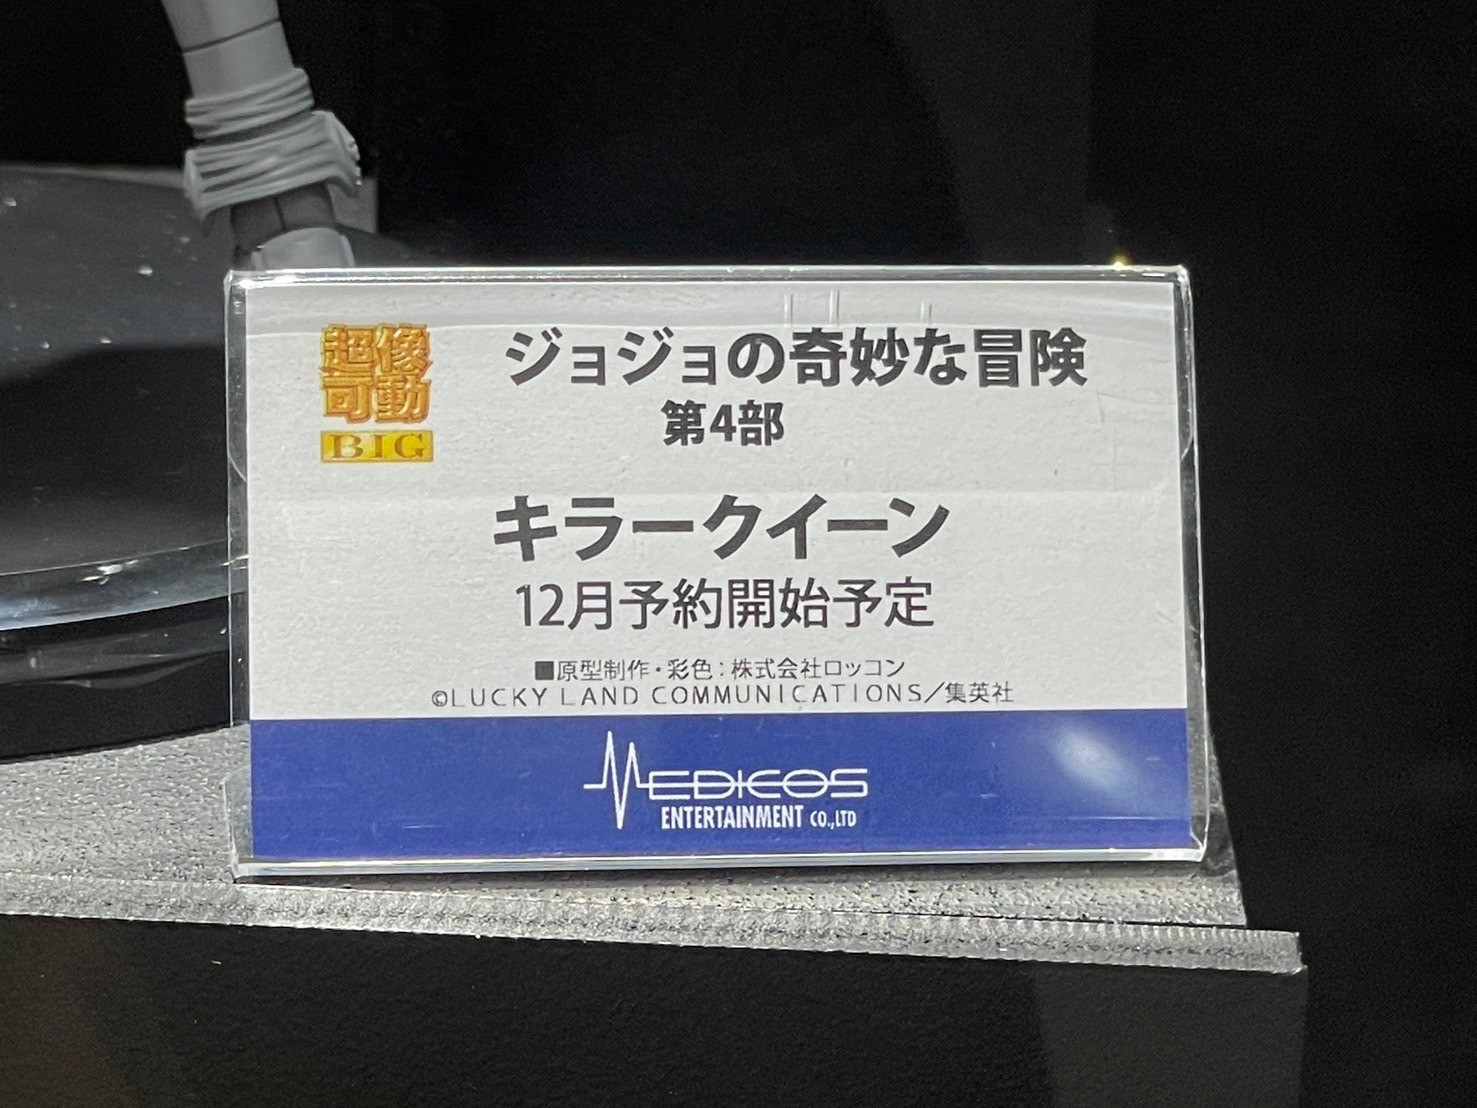 超像
可動
BIG
ジョジョの奇妙な冒険
第4部
キラークイーン
12月予約開始予定
■原型制作・彩色：株式会社ロッコン
©LUCKY LAND COMMUNICATIONS／集英社
MEDICOS
ENTERTAINMENT CO.,LTD